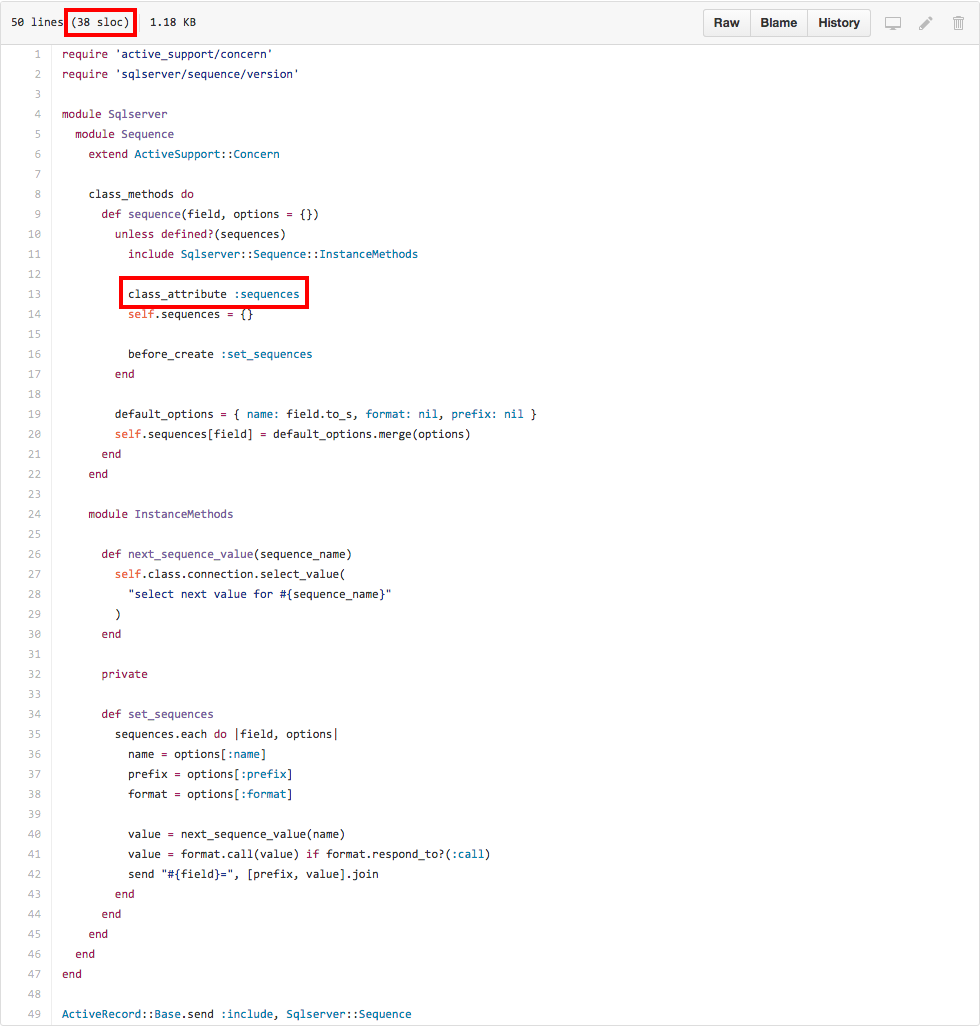 50 lines (38 sloc) 1.18 KB Raw Blame History
1 require 'active_support/concern'
2 require 'sqlserver/sequence/version'
3
4 module Sqlserver
5   module Sequence
6     extend ActiveSupport::Concern
7
8     class_methods do
9       def sequence(field, options = {})
10         unless defined?(sequences)
11           include Sqlserver::Sequence::InstanceMethods
12
13           class_attribute :sequences
14           self.sequences = {}
15
16           before_create :set_sequences
17         end
18
19         default_options = { name: field.to_s, format: nil, prefix: nil }
20         self.sequences[field] = default_options.merge(options)
21       end
22     end
23
24     module InstanceMethods
25
26       def next_sequence_value(sequence_name)
27         self.class.connection.select_value(
28           "select next value for #{sequence_name}"
29         )
30       end
31
32       private
33
34       def set_sequences
35         sequences.each do |field, options|
36           name = options[:name]
37           prefix = options[:prefix]
38           format = options[:format]
39
40           value = next_sequence_value(name)
41           value = format.call(value) if format.respond_to?(:call)
42           send "#{field}=", [prefix, value].join
43         end
44       end
45     end
46   end
47 end
48
49 ActiveRecord::Base.send :include, Sqlserver::Sequence